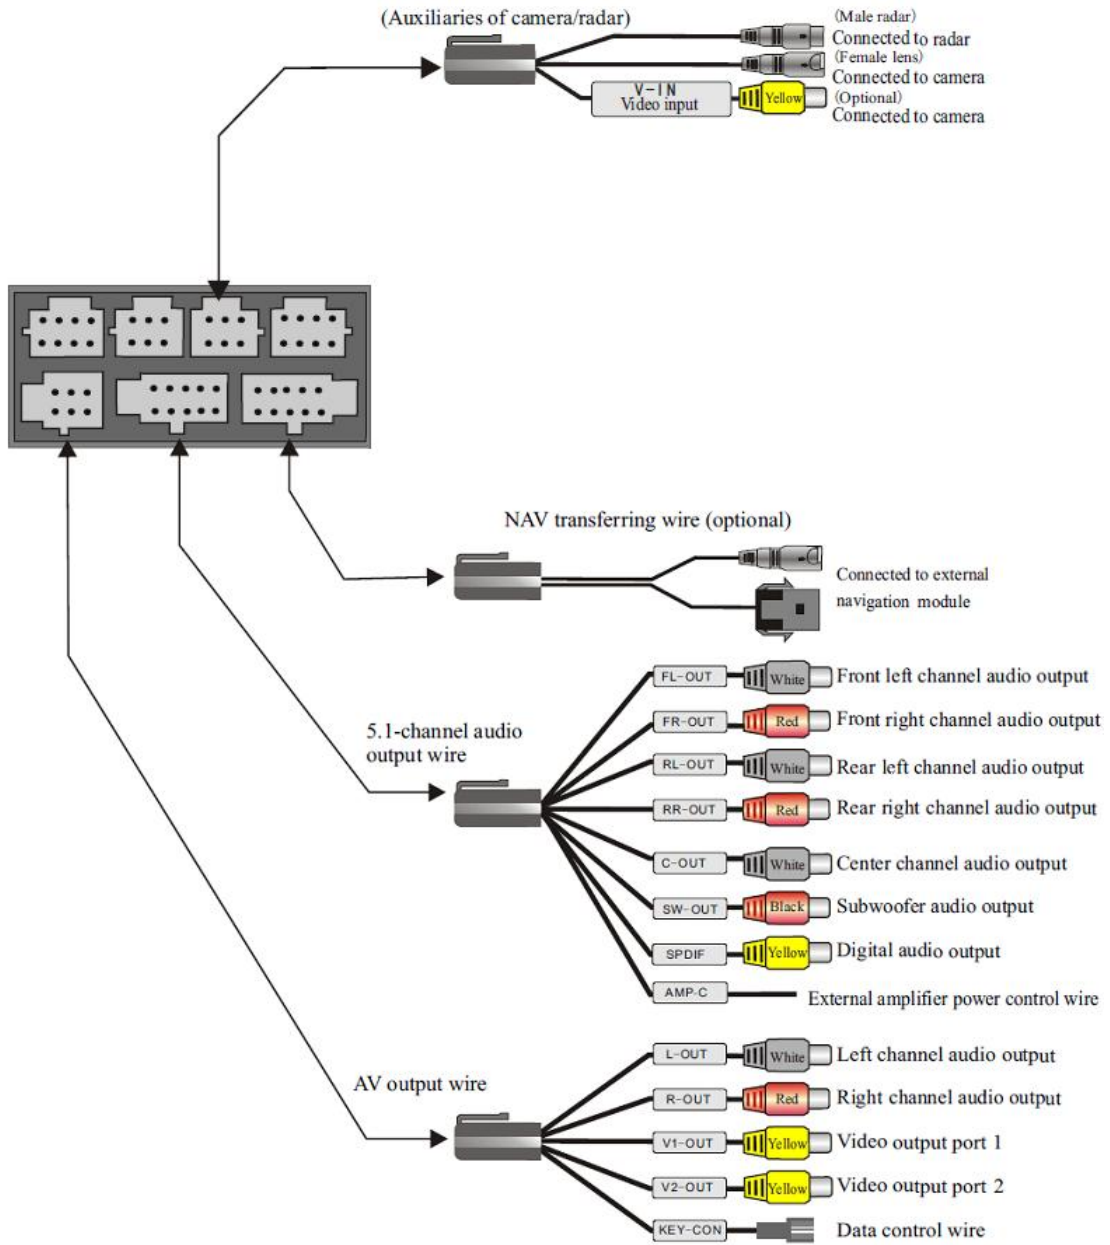 (Auxiliaries of camera/radar)
(Male radar)
Connected to radar
(Female lens)
Connected to camera
V-IN
Video input
Yellow
(Optional)
Connected to camera
NAV transferring wire (optional)
Connected to external
navigation module
5.1-channel audio
output wire
FL-OUT White Front left channel audio output
FR-OUT Red Front right channel audio output
RL-OUT White Rear left channel audio output
RR-OUT Red Rear right channel audio output
C-OUT White Center channel audio output
SW-OUT Black Subwoofer audio output
SPDIF Yellow Digital audio output
AMP-C External amplifier power control wire
AV output wire
L-OUT White Left channel audio output
R-OUT Red Right channel audio output
V1-OUT Yellow Video output port 1
V2-OUT Yellow Video output port 2
KEY-CON Data control wire